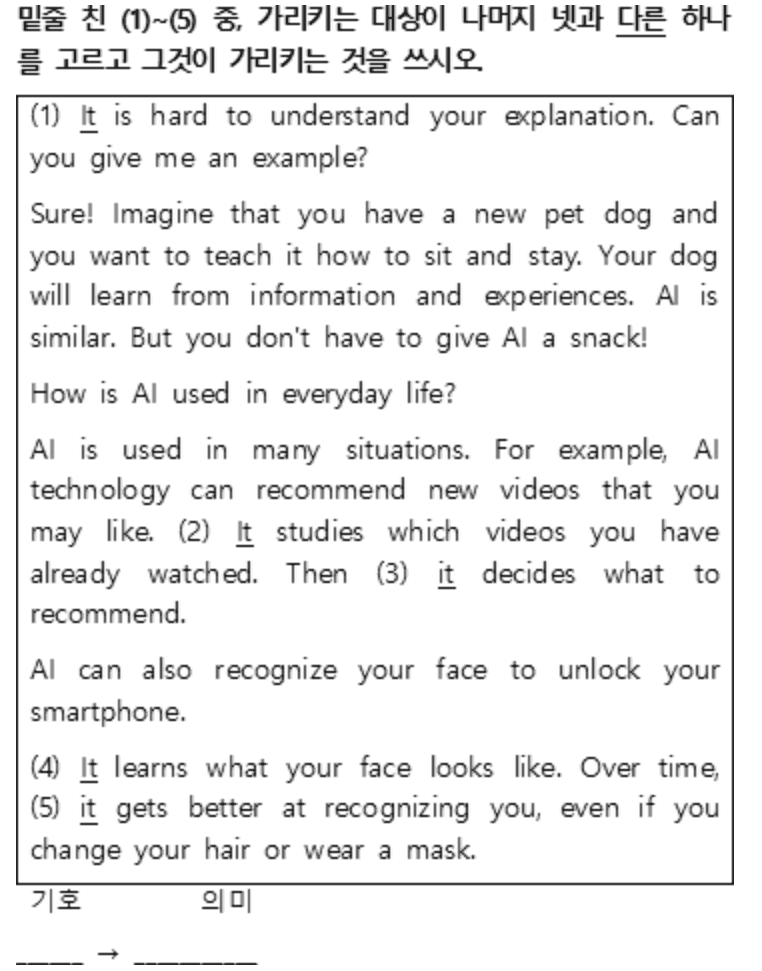 밑줄 친 (1)~(5) 중, 가리키는 대상이 나머지 넷과 다른 하나
를 고르고 그것이 가리키는 것을 쓰시오.
(1) It is hard to understand your explanation. Can
you give me an example?
Sure! Imagine that you have a new pet dog and
you want to teach it how to sit and stay. Your dog
will learn from information and experiences. AI is
similar. But you don't have to give AI a snack!
How is AI used in everyday life?
AI is used in many situations. For example, AI
technology can recommend new videos that you
may like. (2) It studies which videos you have
already watched. Then (3) it decides what to
recommend.
AI can also recognize your face to unlock your
smartphone.
(4) It learns what your face looks like. Over time,
(5) it gets better at recognizing you, even if you
change your hair or wear a mask.
기호 의미
______ → ___________